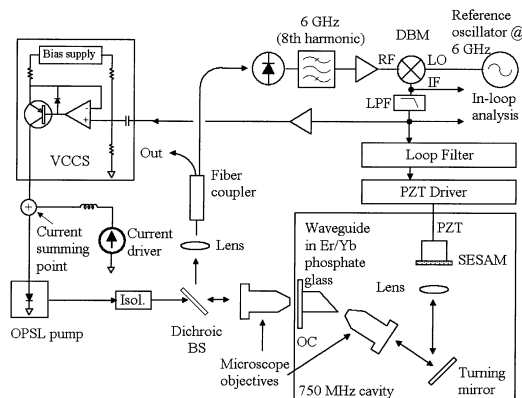 6 GHz
(8th harmonic)
DBM
Reference
oscillator @
6 GHz
Bias supply
RF
LO
IF
LPF
In-loop
analysis
-
+
VCCS
Out
Loop Filter
Fiber
coupler
PZT Driver
Current
summing
point
Current
driver
Lens
Waveguide
in Er/Yb
phosphate
glass
PZT
SESAM
Lens
Isol.
OPSL pump
Dichroic
BS
OC
Microscope
objectives
Turning
mirror
750 MHz cavity